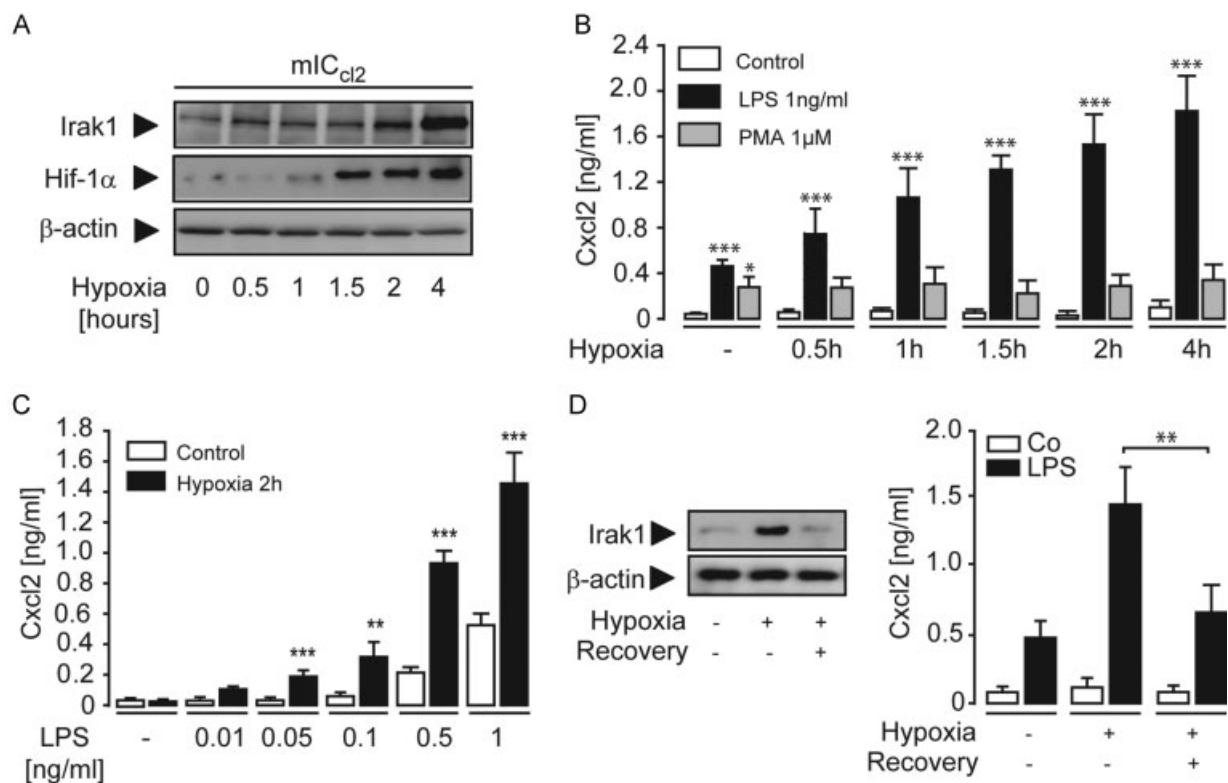 A
mIC_cl2
Irak1
Hif-1α
β-actin
Hypoxia 0 0.5 1 1.5 2 4
[hours]
B
Cxcl2 [ng/ml]
2.4
2.0
1.6
1.2
0.8
0.4
0
Control
LPS 1ng/ml
PMA 1µM
*** * *** *** *** *** ***
Hypoxia - 0.5h 1h 1.5h 2h 4h
C
Cxcl2 [ng/ml]
1.8
1.6
1.4
1.2
1.0
0.8
0.6
0.4
0.2
0
Control
Hypoxia 2h
*** ** *** ***
LPS - 0.01 0.05 0.1 0.5 1
[ng/ml]
D
Irak1
β-actin
Hypoxia - + +
Recovery - - +
Cxcl2 [ng/ml]
2.0
1.5
1.0
0.5
0
Co
LPS
**
Hypoxia - + +
Recovery - - +